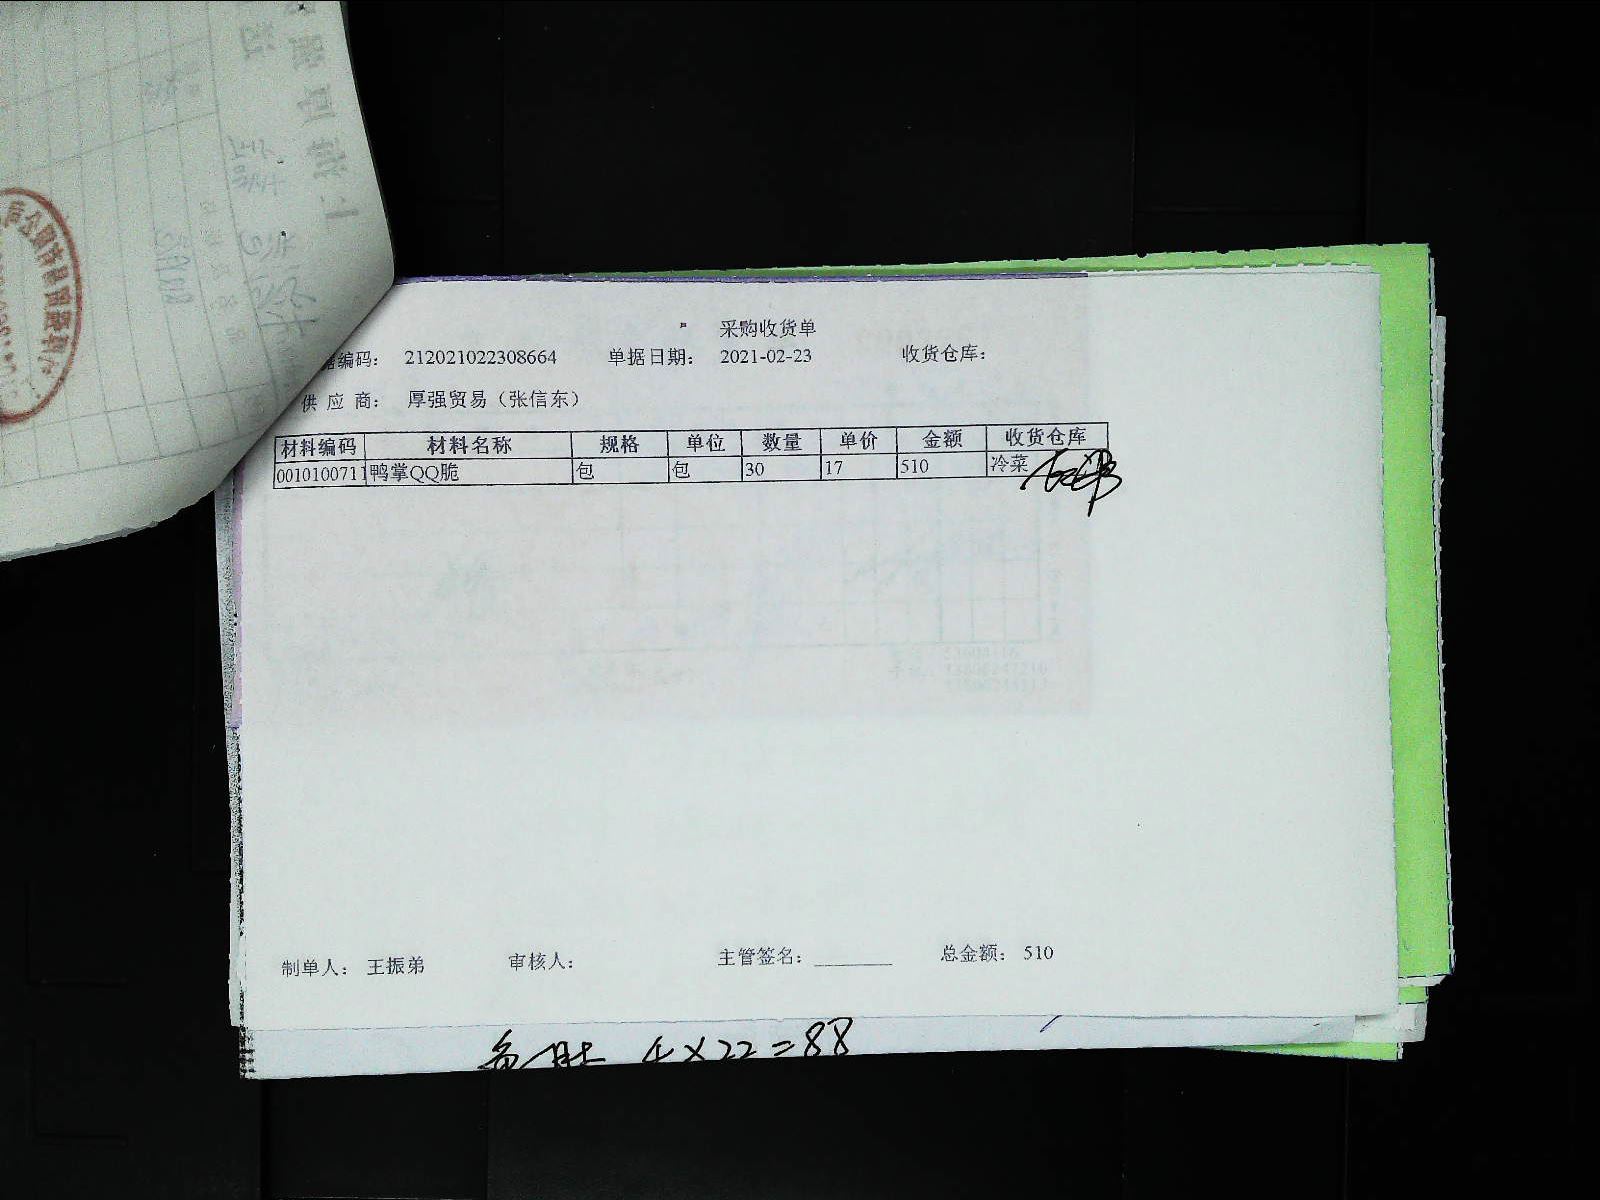 采购收货单
编码： 212021022308664 单据日期： 2021-02-23 收货仓库：
供应商： 厚强贸易（张信东）
材料编码 材料名称 规格 单位 数量 单价 金额 收货仓库
0010100711 鸭掌QQ脆 包 包 30 17 510 冷菜
制单人： 王振弟 审核人： 主管签名：________ 总金额： 510
4×22=88